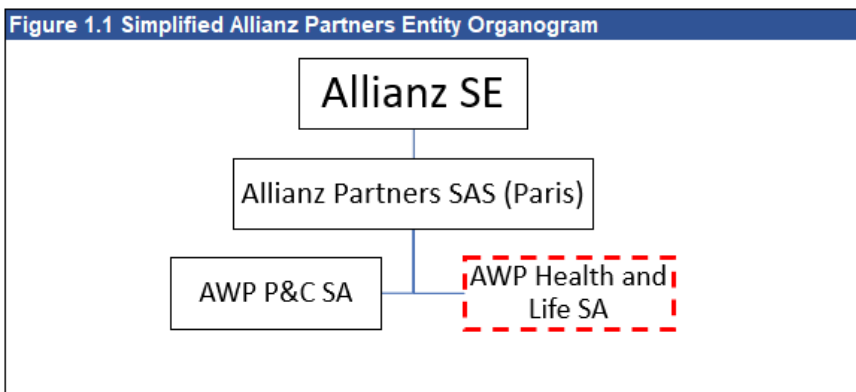 Figure 1.1 Simplified Allianz Partners Entity Organogram
Allianz SE
Allianz Partners SAS (Paris)
AWP P&C SA
AWP Health and
Life SA